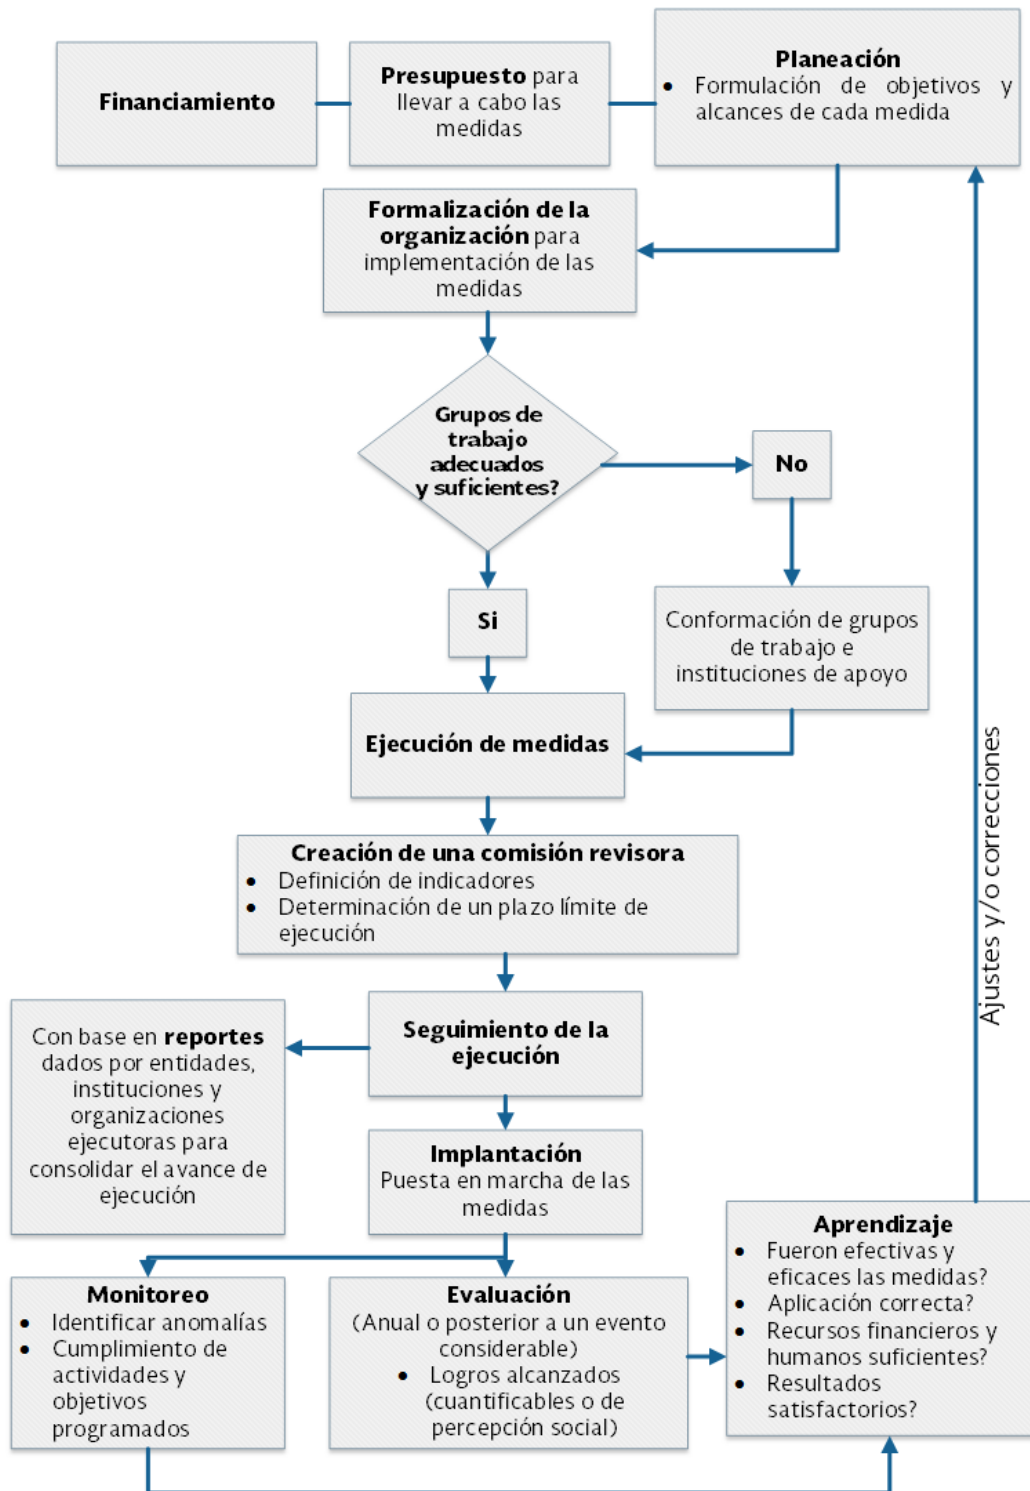 Financiamiento
Presupuesto para
llevar a cabo las
medidas
Planeación
• Formulación de objetivos y
alcances de cada medida
Formalización de la
organización para
implementación de las
medidas
Grupos de
trabajo
adecuados
y suficientes?
No
Si
Conformación de grupos
de trabajo e
instituciones de apoyo
Ejecución de medidas
Creación de una comisión revisora
• Definición de indicadores
• Determinación de un plazo límite de
ejecución
Seguimiento de la
ejecución
Con base en reportes
dados por entidades,
instituciones y
organizaciones
ejecutoras para
consolidar el avance de
ejecución
Implantación
Puesta en marcha de las
medidas
Monitoreo
• Identificar anomalías
• Cumplimiento de
actividades y
objetivos
programados
Evaluación
(Anual o posterior a un evento
considerable)
• Logros alcanzados
(cuantificables o de
percepción social)
Aprendizaje
• Fueron efectivas y
eficaces las medidas?
• Aplicación correcta?
• Recursos financieros y
humanos suficientes?
• Resultados
satisfactorios?
Ajustes y/o correcciones